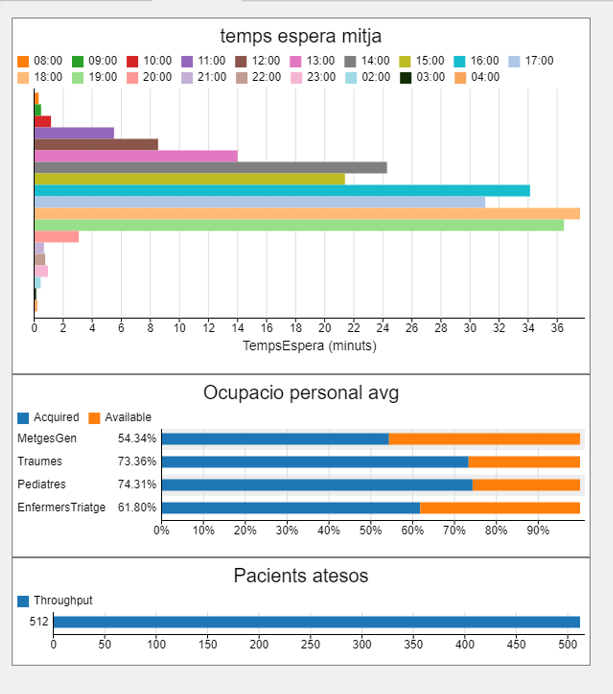 temps espera mitja
08:00 09:00 10:00 11:00 12:00 13:00 14:00 15:00 16:00 17:00
18:00 19:00 20:00 21:00 22:00 23:00 02:00 03:00 04:00
0 2 4 6 8 10 12 14 16 18 20 22 24 26 28 30 32 34 36
TempsEspera (minuts)
Ocupacio personal avg
Acquired Available
MetgesGen 54.34%
Traumes 73.36%
Pediatres 74.31%
EnfermersTriatge 61.80%
0% 10% 20% 30% 40% 50% 60% 70% 80% 90%
Pacients atesos
Throughput
512
0 50 100 150 200 250 300 350 400 450 500